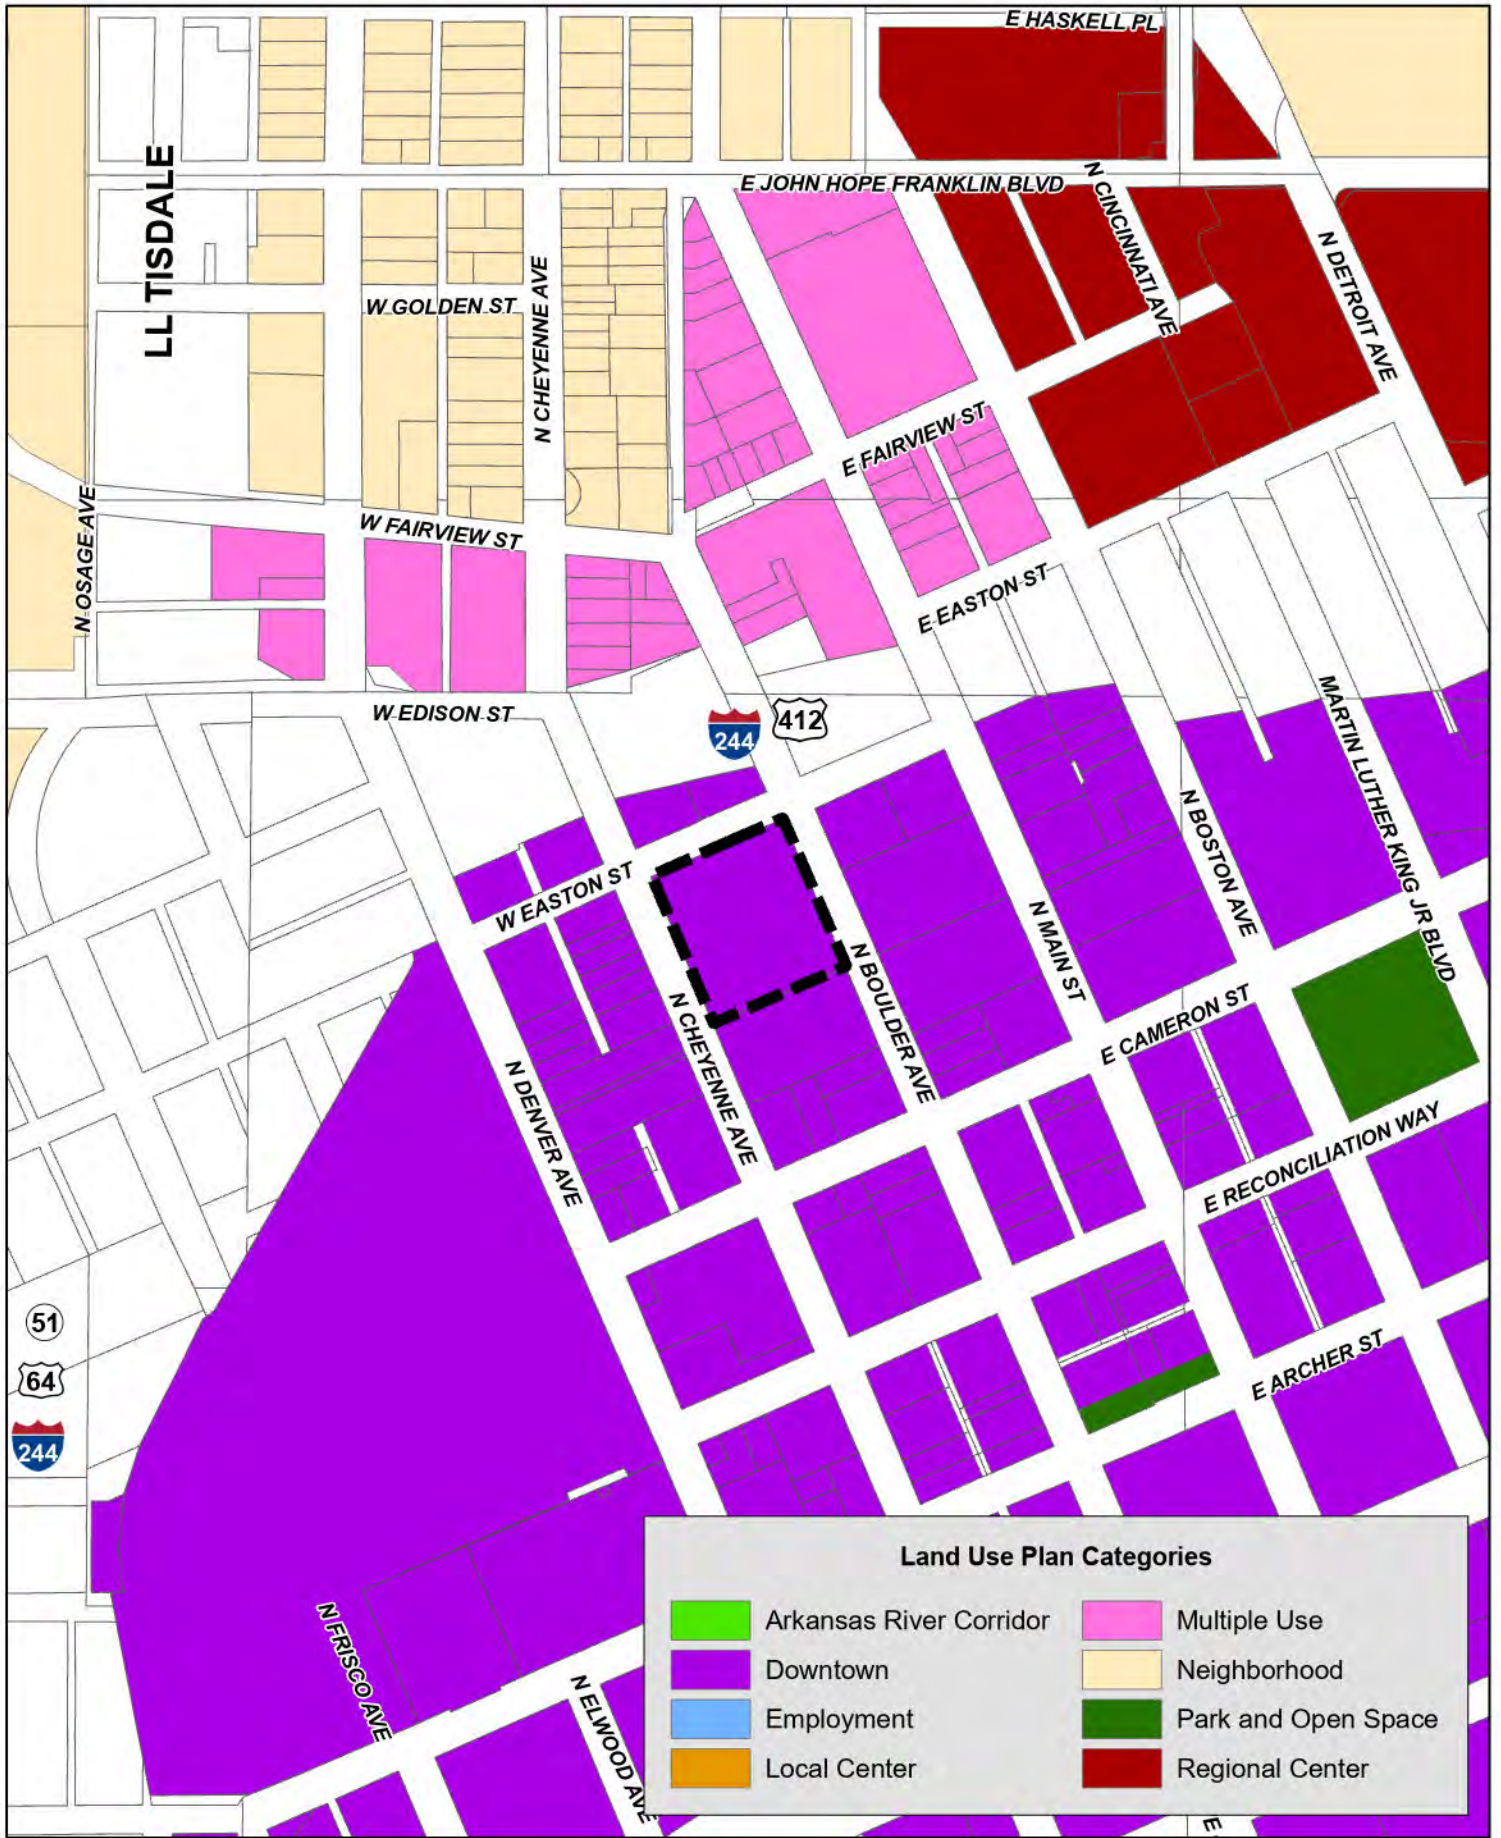 E HASKELL PL
E JOHN HOPE FRANKLIN BLVD
N CINCINNATI AVE
N DETROIT AVE
LL TISDALE
W GOLDEN ST
N CHEYENNE AVE
E FAIRVIEW ST
N OSAGE AVE
W FAIRVIEW ST
E EASTON ST
W EDISON ST
244
412
MARTIN LUTHER KING JR BLVD
N BOSTON AVE
W EASTON ST
N MAIN ST
N BOULDER AVE
N CHEYENNE AVE
E CAMERON ST
N DENVER AVE
E RECONCILIATION WAY
51
64
244
E ARCHER ST
N FRISCO AVE
N ELWOOD AVE
Land Use Plan Categories
Arkansas River Corridor
Downtown
Employment
Local Center
Multiple Use
Neighborhood
Park and Open Space
Regional Center